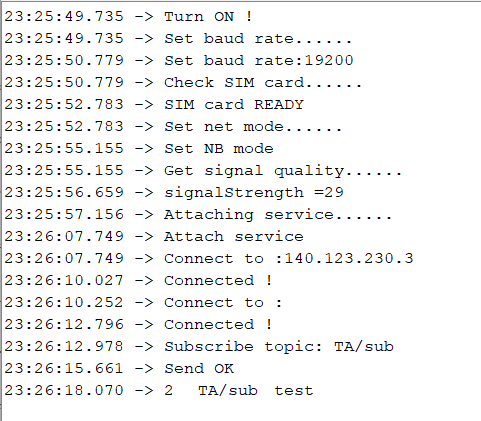 23:25:49.735 -> Turn ON !
23:25:49.735 -> Set baud rate......
23:25:50.779 -> Set baud rate:19200
23:25:50.779 -> Check SIM card......
23:25:52.783 -> SIM card READY
23:25:52.783 -> Set net mode......
23:25:55.155 -> Set NB mode
23:25:55.155 -> Get signal quality......
23:25:56.659 -> signalStrength =29
23:25:57.156 -> Attaching service......
23:26:07.749 -> Attach service
23:26:07.749 -> Connect to :140.123.230.3
23:26:10.027 -> Connected !
23:26:10.252 -> Connect to :
23:26:12.796 -> Connected !
23:26:12.978 -> Subscribe topic: TA/sub
23:26:15.661 -> Send OK
23:26:18.070 -> 2  TA/sub  test